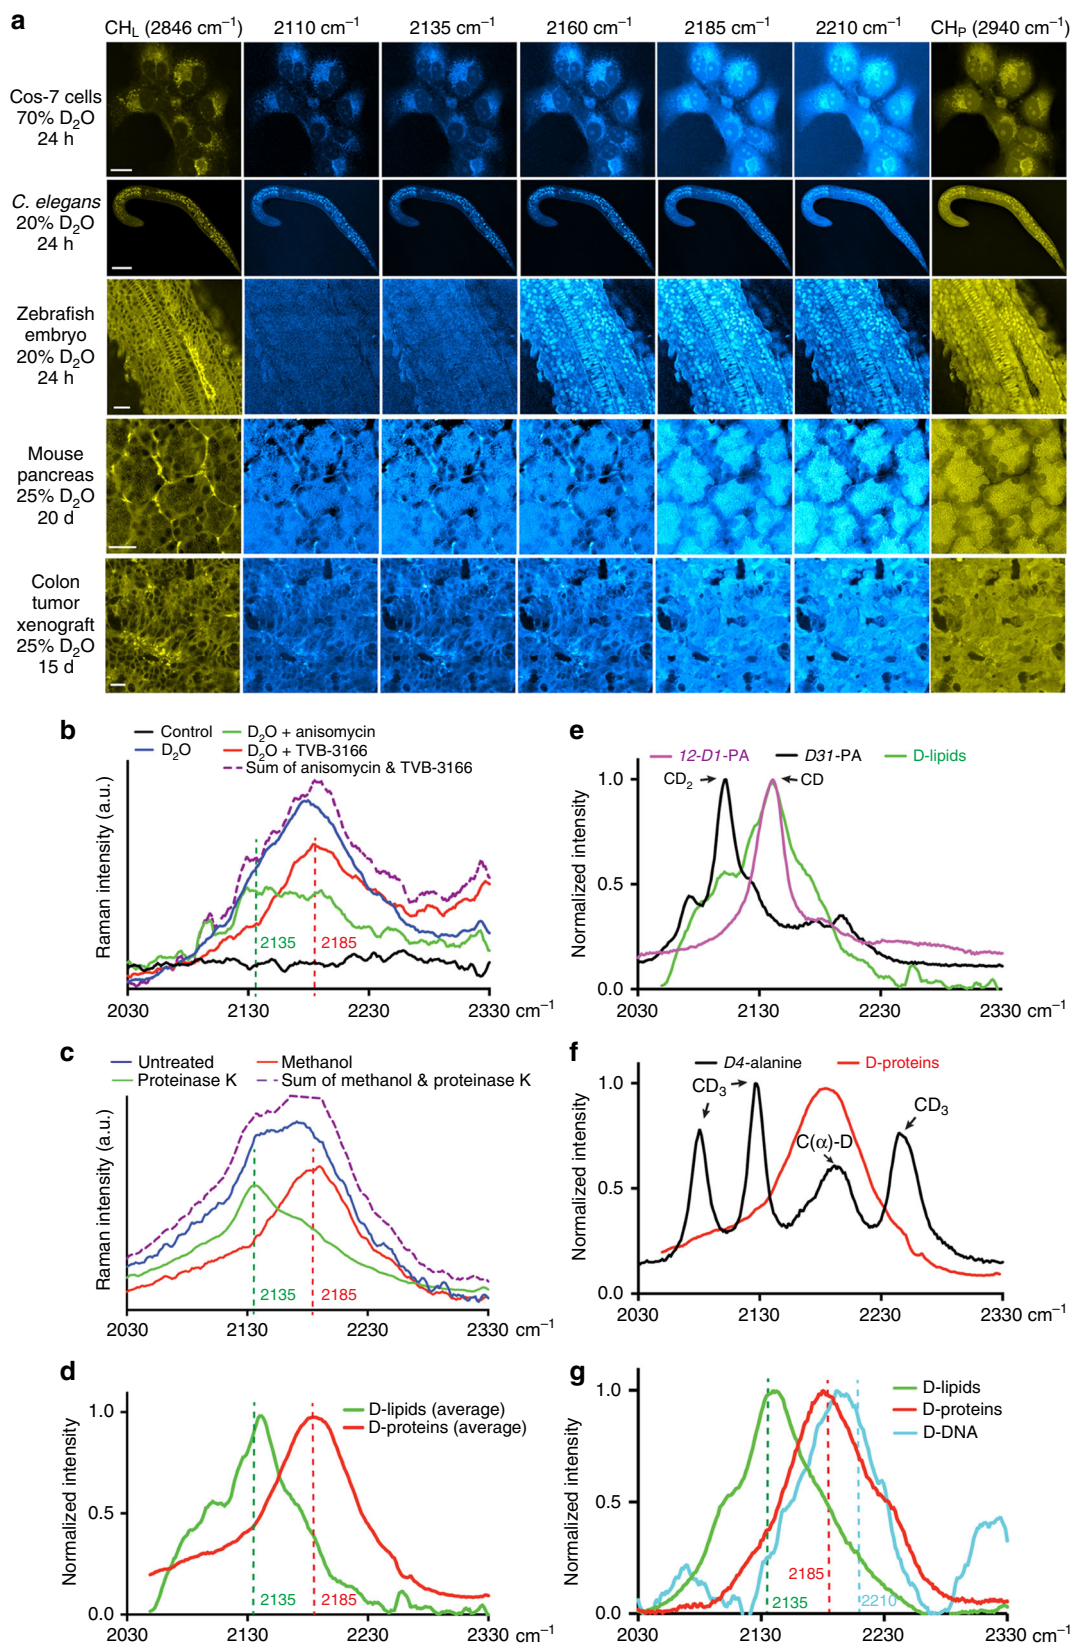 a
CH_L (2846 cm⁻¹) 2110 cm⁻¹ 2135 cm⁻¹ 2160 cm⁻¹ 2185 cm⁻¹ 2210 cm⁻¹ CH_P (2940 cm⁻¹)
Cos-7 cells
70% D₂O
24 h
C. elegans
20% D₂O
24 h
Zebrafish
embryo
20% D₂O
24 h
Mouse
pancreas
25% D₂O
20 d
Colon
tumor
xenograft
25% D₂O
15 d
b
Control
D₂O + anisomycin
D₂O
D₂O + TVB-3166
Sum of anisomycin & TVB-3166
Raman intensity (a.u.)
2135
2185
2030 2130 2230 2330 cm⁻¹
c
Untreated
Methanol
Proteinase K
Sum of methanol & proteinase K
Raman intensity (a.u.)
2135
2185
2030 2130 2230 2330 cm⁻¹
d
D-lipids (average)
D-proteins (average)
Normalized intensity
1.0
0.5
0.0
2135
2185
2030 2130 2230 2330 cm⁻¹
e
12-D1-PA
D31-PA
D-lipids
CD₂
CD
Normalized intensity
1.0
0.5
0.0
2030 2130 2230 2330 cm⁻¹
f
D4-alanine
D-proteins
CD₃
CD₃
C(α)-D
Normalized intensity
1.0
0.5
0.0
2030 2130 2230 2330 cm⁻¹
g
D-lipids
D-proteins
D-DNA
Normalized intensity
1.0
0.5
0.0
2185
2135
2210
2030 2130 2230 2330 cm⁻¹